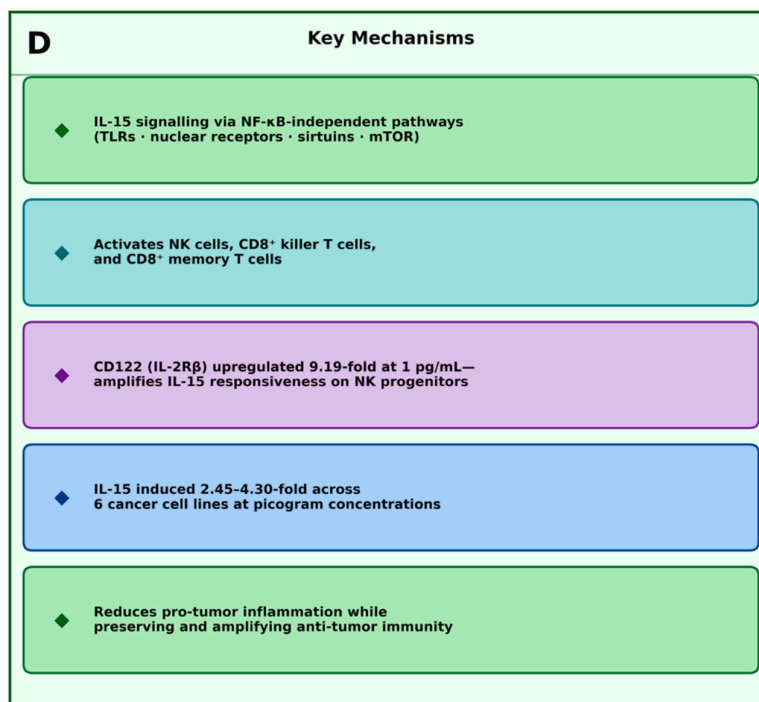 D
Key Mechanisms
IL-15 signalling via NF-κB-independent pathways
(TLRs · nuclear receptors · sirtuins · mTOR)
Activates NK cells, CD8⁺ killer T cells,
and CD8⁺ memory T cells
CD122 (IL-2Rβ) upregulated 9.19-fold at 1 pg/mL—
amplifies IL-15 responsiveness on NK progenitors
IL-15 induced 2.45–4.30-fold across
6 cancer cell lines at picogram concentrations
Reduces pro-tumor inflammation while
preserving and amplifying anti-tumor immunity